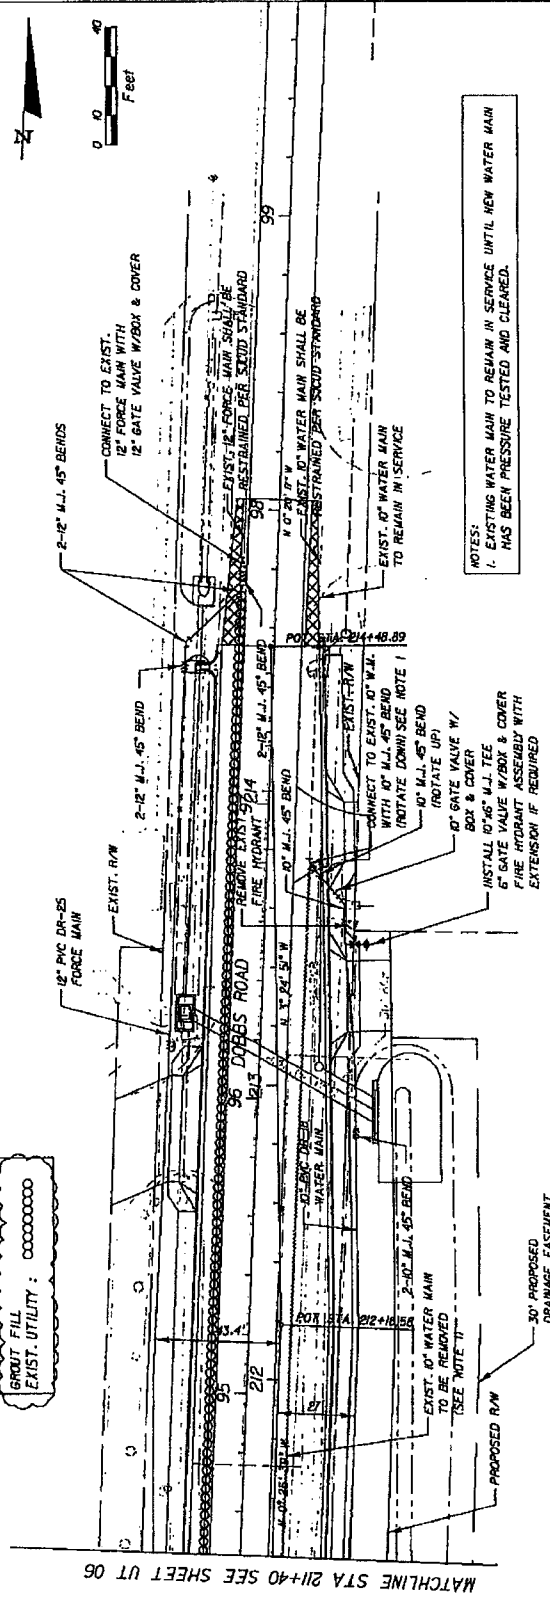 GROUT FILL
EXIST. UTILITY :
12" PVC DR-25
FORCE MAIN
EXIST. R/W
2-12" M.J. 45° BEND
2-12" M.J. 45° BENDS
CONNECT TO EXIST.
12" FORCE MAIN WITH
12" GATE VALVE W/BOX & COVER
EXIST. 12" FORCE MAIN SHALL BE
RESTRAINED PER SJCUD STANDARD
N
0 10 40
Feet
95
96
DOBBS ROAD
98
99
212
213
214
43.4'
27
REMOVE EXIST.
FIRE HYDRANT
2-12" M.J. 45° BEND
N 0° 20' 17" W
EXIST. 10" WATER MAIN SHALL BE
RESTRAINED PER SJCUD STANDARD
EXIST. 10" WATER MAIN
TO REMAIN IN SERVICE
POT STA. 214+48.89
EXIST. R/W
CONNECT TO EXIST. 10" W.M.
WITH 10" M.J. 45° BEND
(ROTATE DOWN) SEE NOTE 1
10" M.J. 45° BEND
10" M.J. 45° BEND
(ROTATE UP)
10" GATE VALVE W/
BOX & COVER
INSTALL 10"x6" M.J. TEE
6" GATE VALVE W/BOX & COVER
FIRE HYDRANT ASSEMBLY WITH
EXTENSION IF REQUIRED
10" PVC DR-18
WATER MAIN
2-10" M.J. 45° BEND
EXIST. 10" WATER MAIN
TO BE REMOVED
(SEE NOTE 1)
PROPOSED R/W
30' PROPOSED
DRAINAGE EASEMENT
NOTES:
1. EXISTING WATER MAIN TO REMAIN IN SERVICE UNTIL NEW WATER MAIN
HAS BEEN PRESSURE TESTED AND CLEARED.
MATCHLINE STA 211+40 SEE SHEET UT 06